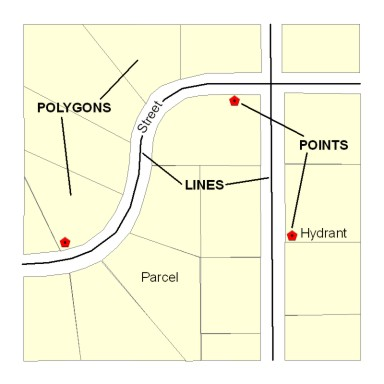 POLYGONS
Street
POINTS
LINES
Hydrant
Parcel